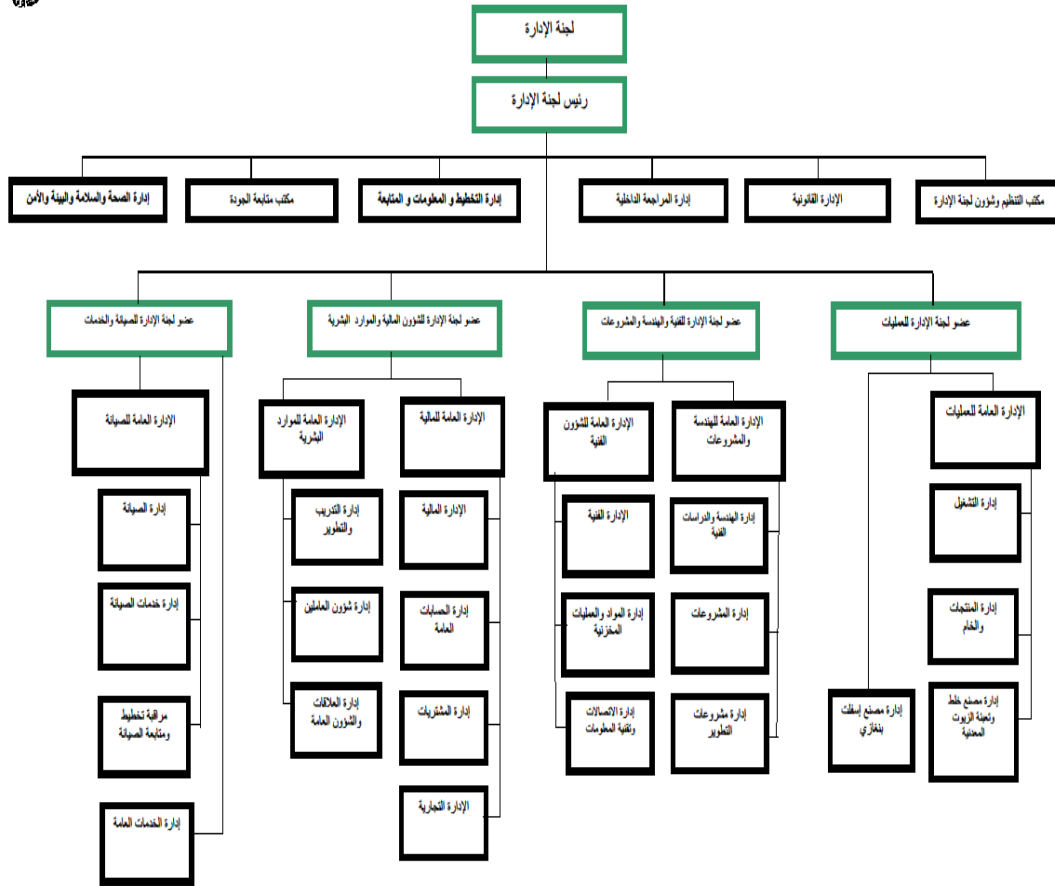 لجنة الإدارة
رئيس لجنة الإدارة
مكتب التنظيم وشؤون لجنة الإدارة
الإدارة القانونية
إدارة المراجعة الداخلية
إدارة التخطيط و المعلومات و المتابعة
مكتب متابعة الجودة
إدارة الصحة والسلامة والبيئة والأمن
عضو لجنة الإدارة للعمليات
عضو لجنة الإدارة للفنية والهندسة والمشروعات
عضو لجنة الإدارة للشؤون المالية والموارد البشرية
عضو لجنة الإدارة للصيانة والخدمات
الإدارة العامة للعمليات
إدارة التشغيل
إدارة المنتجات
والخام
إدارة مصنع خلط
وتعبئة الزيوت
المعدنية
إدارة مصنع إسفلت
بنغازي
الإدارة العامة للهندسة
والمشروعات
إدارة الهندسة والدراسات
الفنية
إدارة المشروعات
إدارة مشروعات
التطوير
الإدارة العامة للشؤون
الفنية
الإدارة الفنية
إدارة المواد والعمليات
المخزنية
إدارة الاتصالات
وتقنية المعلومات
الإدارة العامة للمالية
الإدارة المالية
إدارة الحسابات
العامة
إدارة المشتريات
الإدارة التجارية
الإدارة العامة للموارد
البشرية
إدارة التدريب
والتطوير
إدارة شؤون العاملين
إدارة العلاقات
والشؤون العامة
الإدارة العامة للصيانة
إدارة الصيانة
إدارة خدمات الصيانة
مراقبة تخطيط
ومتابعة الصيانة
إدارة الخدمات العامة